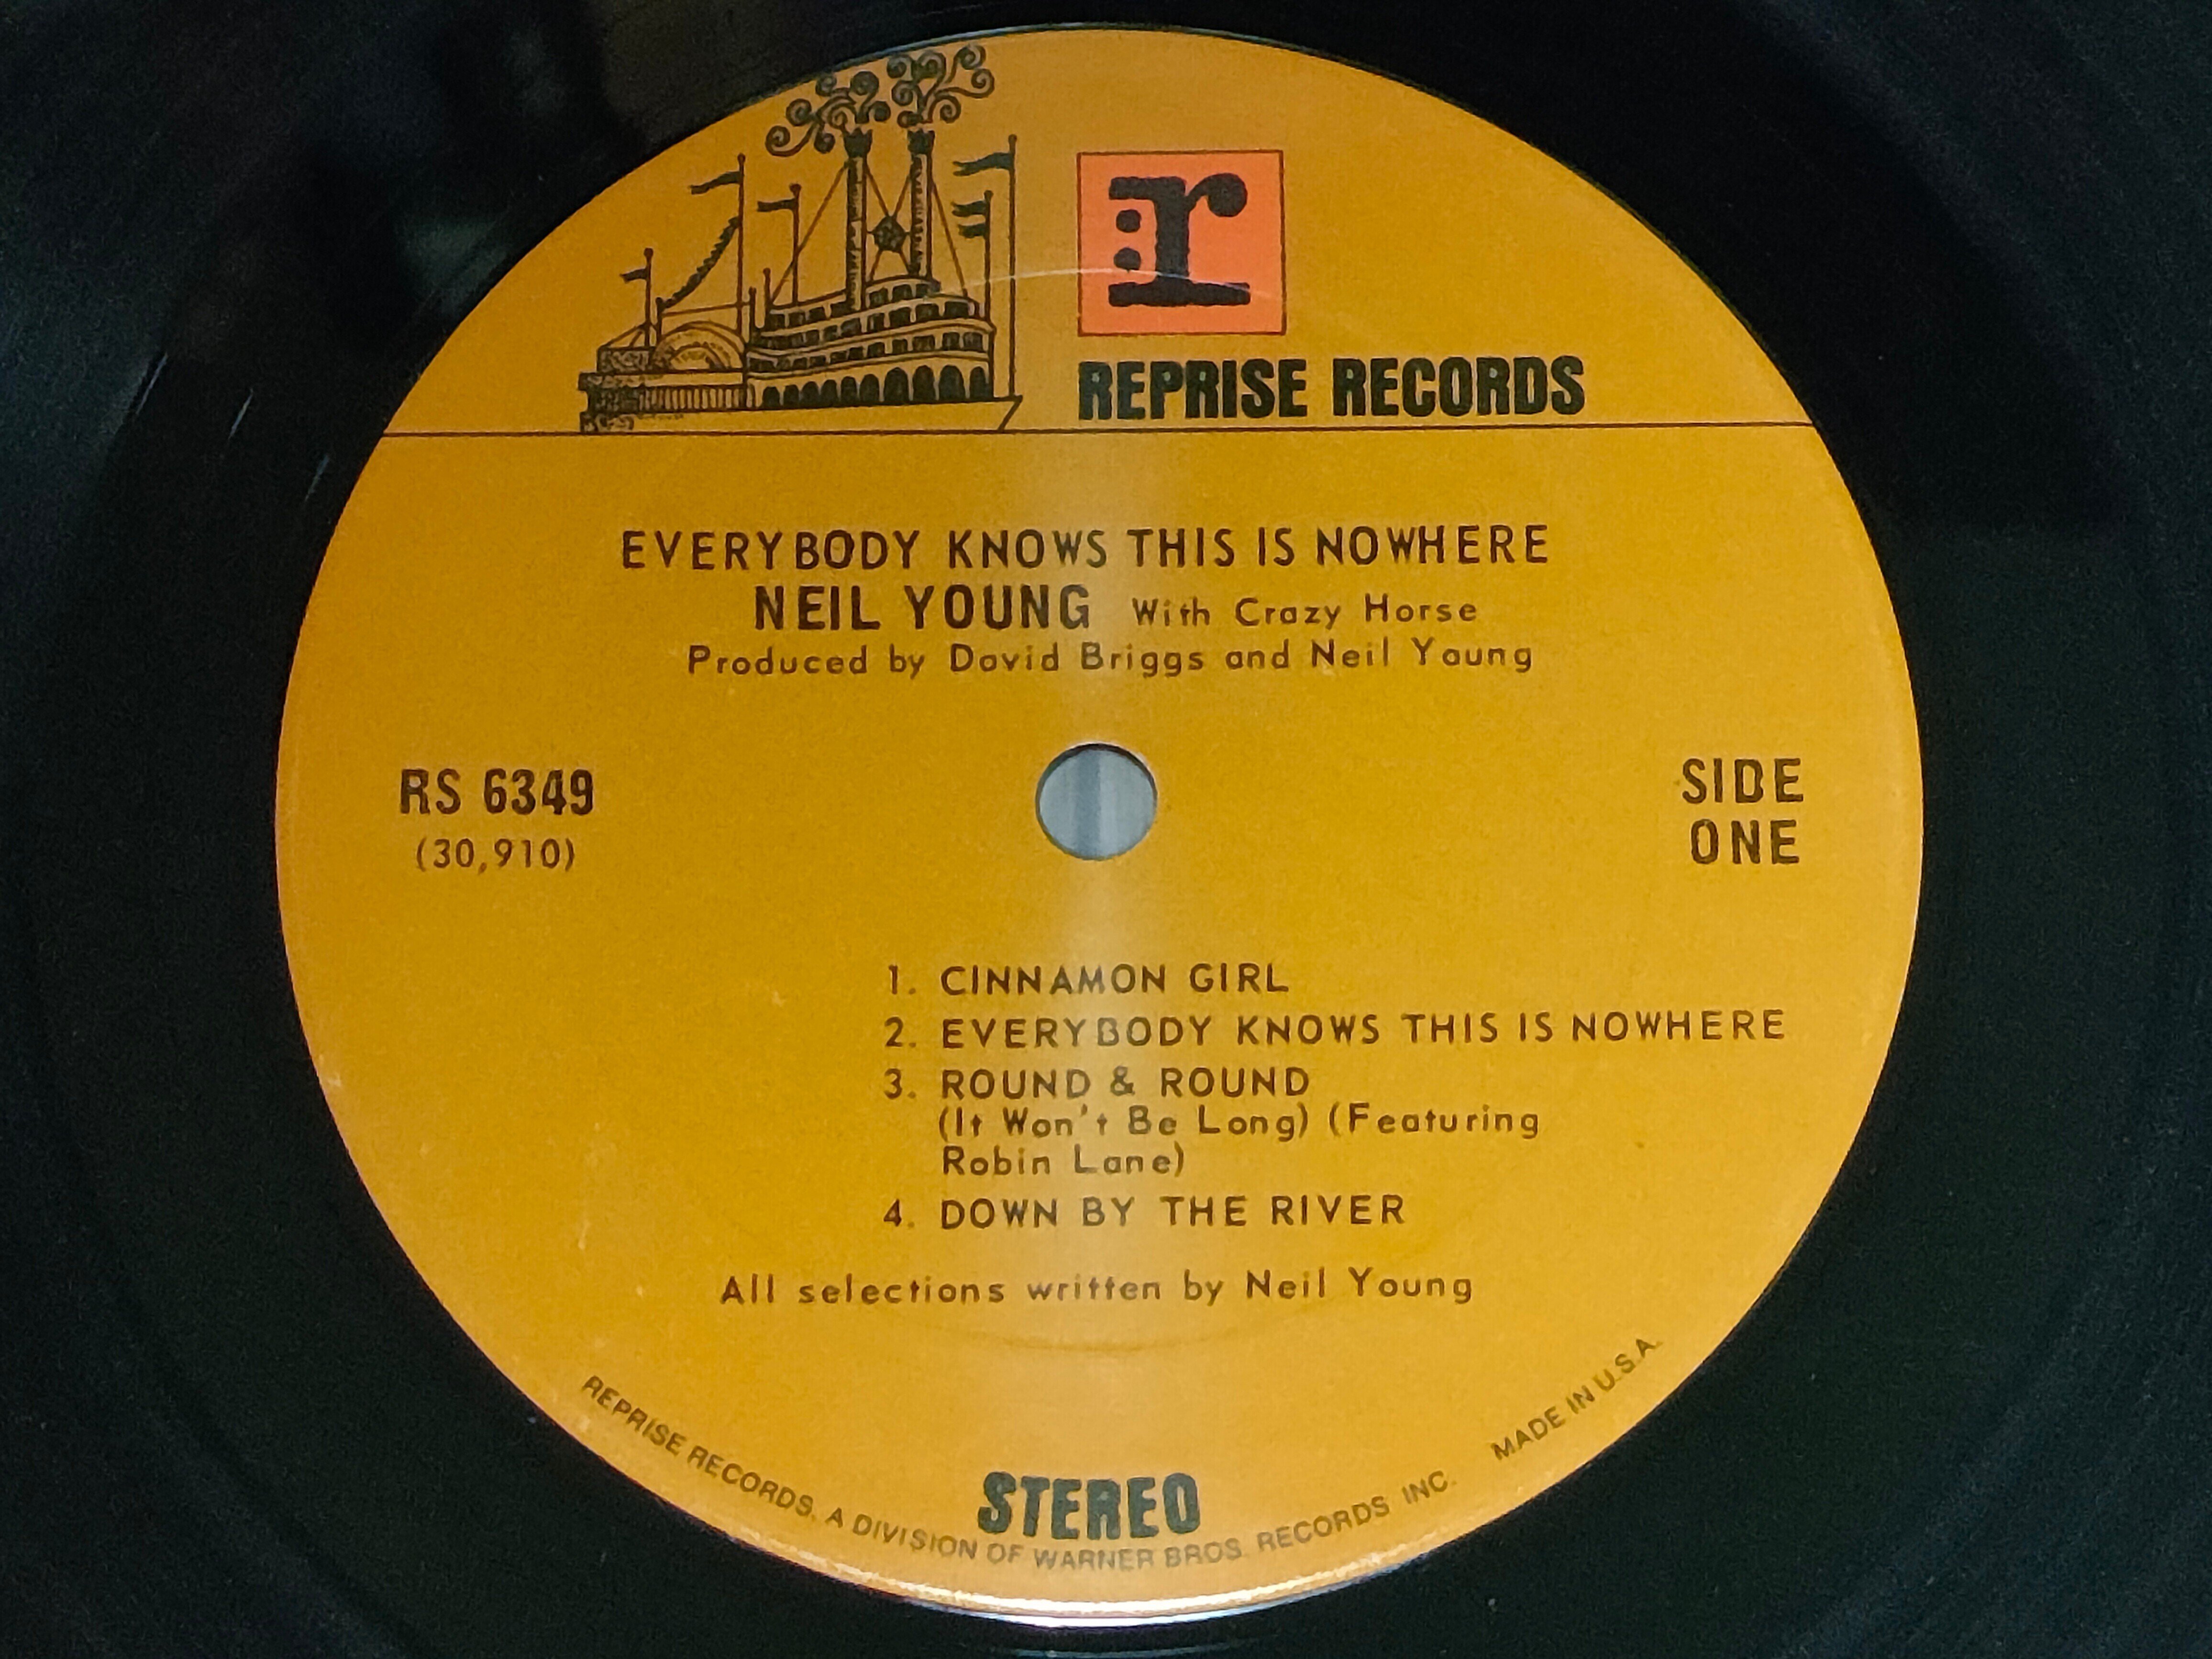 :r
REPRISE RECORDS
EVERYBODY KNOWS THIS IS NOWHERE
NEIL YOUNG With Crazy Horse
Produced by David Briggs and Neil Young
RS 6349
(30,910)
SIDE
ONE
1. CINNAMON GIRL
2. EVERYBODY KNOWS THIS IS NOWHERE
3. ROUND & ROUND
(It Won't Be Long) (Featuring
Robin Lane)
4. DOWN BY THE RIVER
All selections written by Neil Young
STEREO
REPRISE RECORDS, A DIVISION OF WARNER BROS. RECORDS INC. MADE IN U.S.A.